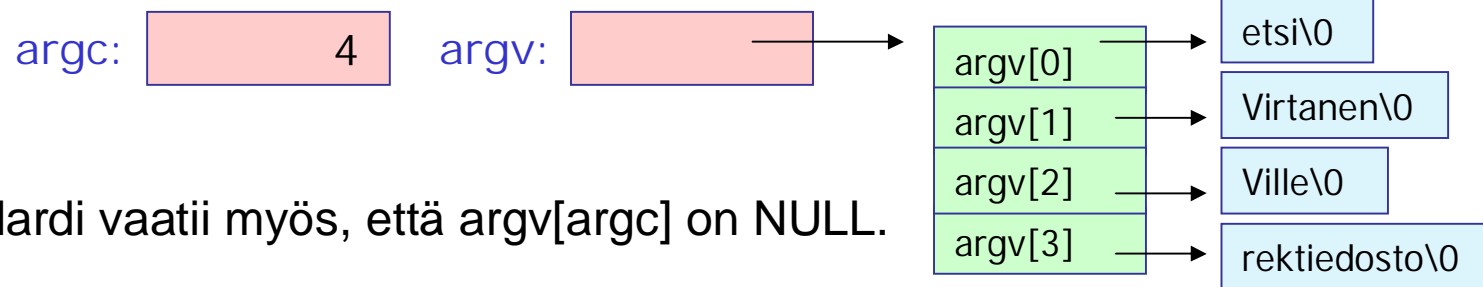 argc: 4 argv:
argv[0] etsi\0
argv[1] Virtanen\0
argv[2] Ville\0
argv[3] rektiedosto\0
vaatii myös, että argv[argc] on NULL.